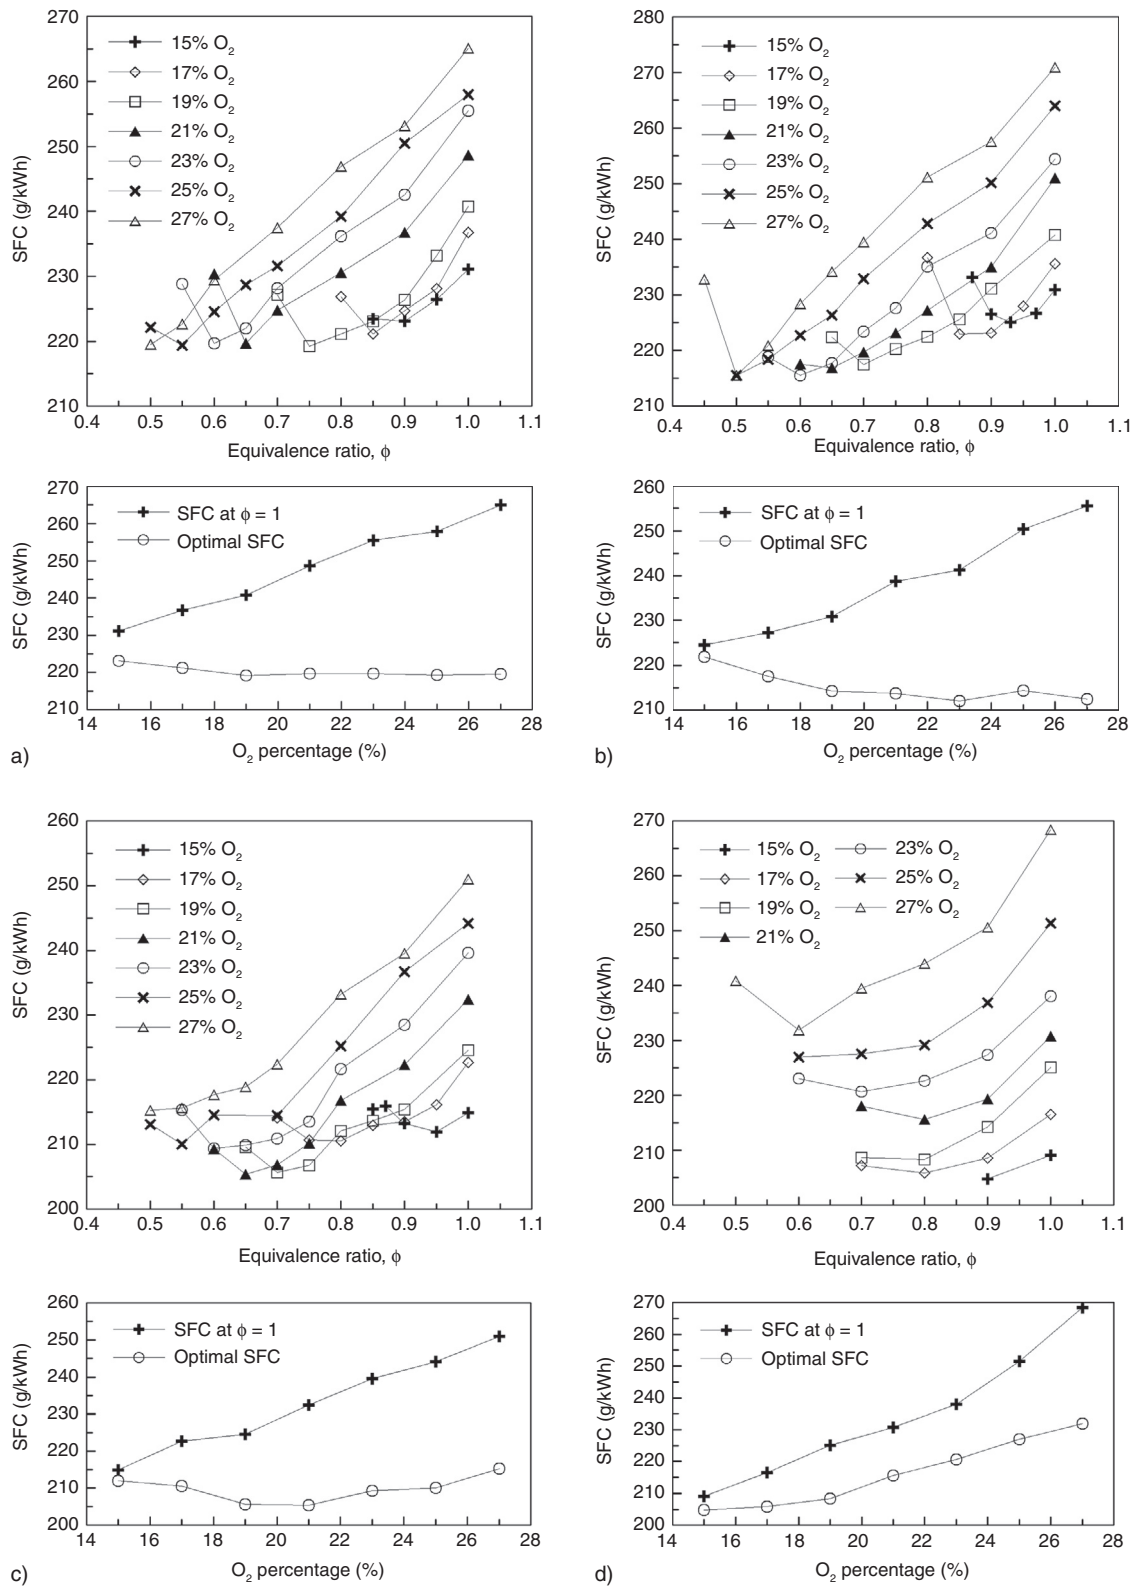 270
260
250
240
230
220
210
SFC (g/kWh)
15% O2
17% O2
19% O2
21% O2
23% O2
25% O2
27% O2
0.4 0.5 0.6 0.7 0.8 0.9 1.0 1.1
Equivalence ratio, ϕ
270
260
250
240
230
220
210
SFC (g/kWh)
SFC at ϕ = 1
Optimal SFC
14 16 18 20 22 24 26 28
O2 percentage (%)
a)
280
270
260
250
240
230
220
210
SFC (g/kWh)
15% O2
17% O2
19% O2
21% O2
23% O2
25% O2
27% O2
0.4 0.5 0.6 0.7 0.8 0.9 1.0 1.1
Equivalence ratio, ϕ
260
250
240
230
220
210
SFC (g/kWh)
SFC at ϕ = 1
Optimal SFC
14 16 18 20 22 24 26 28
O2 percentage (%)
b)
260
250
240
230
220
210
200
SFC (g/kWh)
15% O2
17% O2
19% O2
21% O2
23% O2
25% O2
27% O2
0.4 0.5 0.6 0.7 0.8 0.9 1.0 1.1
Equivalence ratio, ϕ
260
250
240
230
220
210
200
SFC (g/kWh)
SFC at ϕ = 1
Optimal SFC
14 16 18 20 22 24 26 28
O2 percentage (%)
c)
270
260
250
240
230
220
210
200
SFC (g/kWh)
15% O2 23% O2
17% O2 25% O2
19% O2 27% O2
21% O2
0.4 0.5 0.6 0.7 0.8 0.9 1.0 1.1
Equivalence ratio, ϕ
270
260
250
240
230
220
210
200
SFC (g/kWh)
SFC at ϕ = 1
Optimal SFC
14 16 18 20 22 24 26 28
O2 percentage (%)
d)